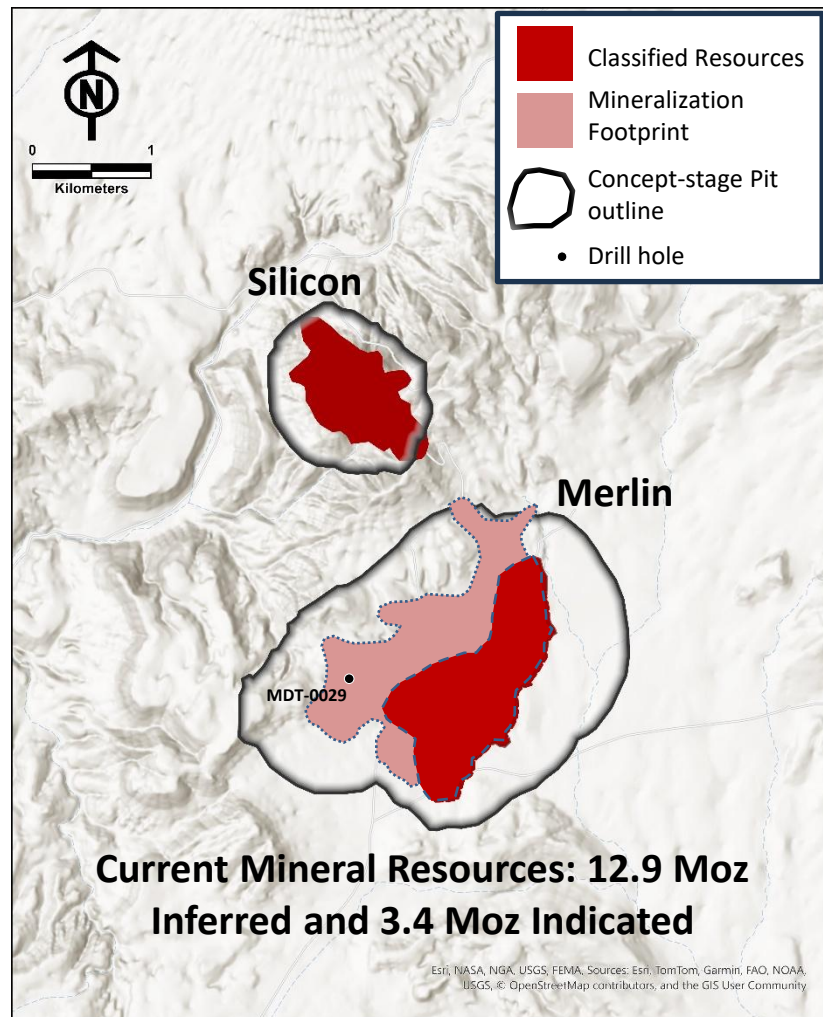 N
0 1
Kilometers
Classified Resources
Mineralization
Footprint
Concept-stage Pit
outline
Drill hole
Silicon
Merlin
MDT-0029
Current Mineral Resources: 12.9 Moz
Inferred and 3.4 Moz Indicated
Esri, NASA, NGA, USGS, FEMA, Sources: Esri, TomTom, Garmin, FAO, NOAA,
USGS, © OpenStreetMap contributors, and the GIS User Community